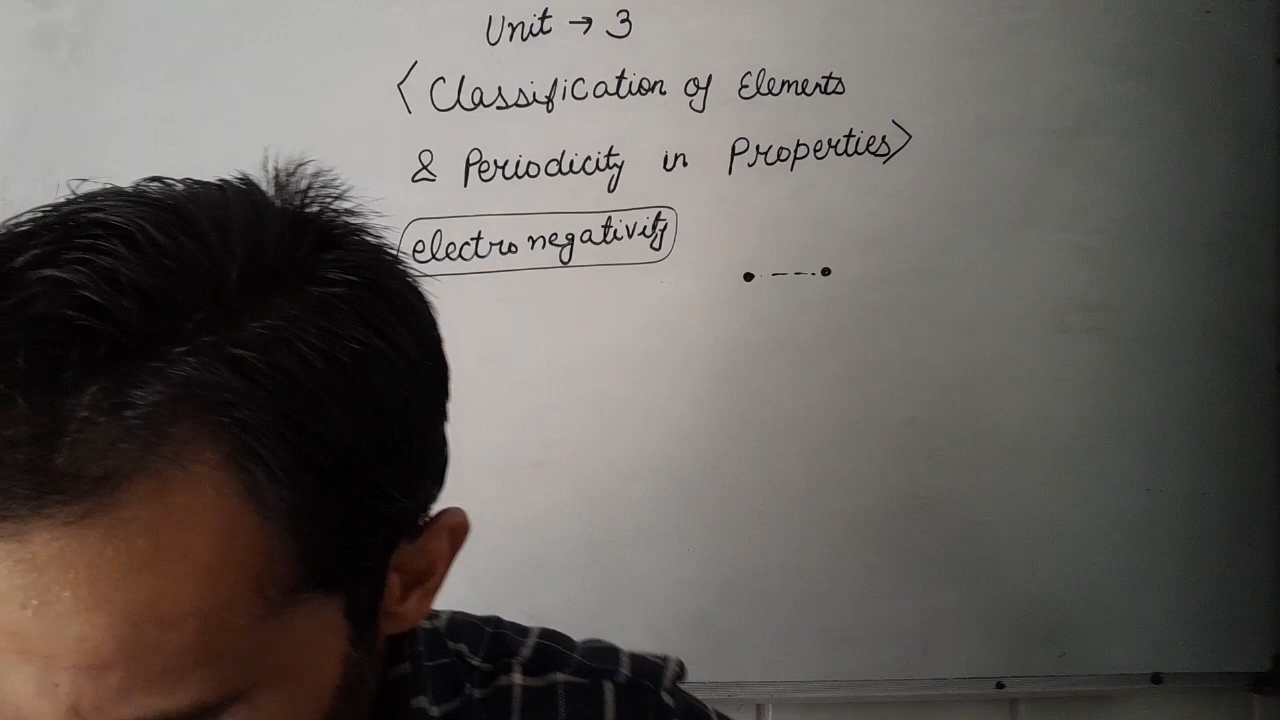 Unit → 3
< Classification of Elements
& Periodicity in Properties>
electronegativity